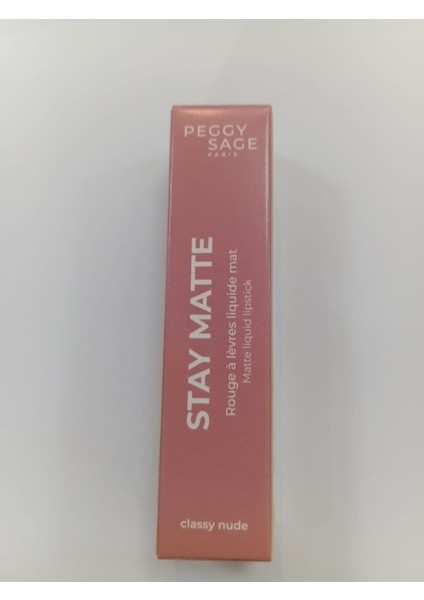 PEGGY
SAGE
PARIS
STAY MATTE
Rouge à lèvres liquide mat
Matte liquid lipstick
classy nude